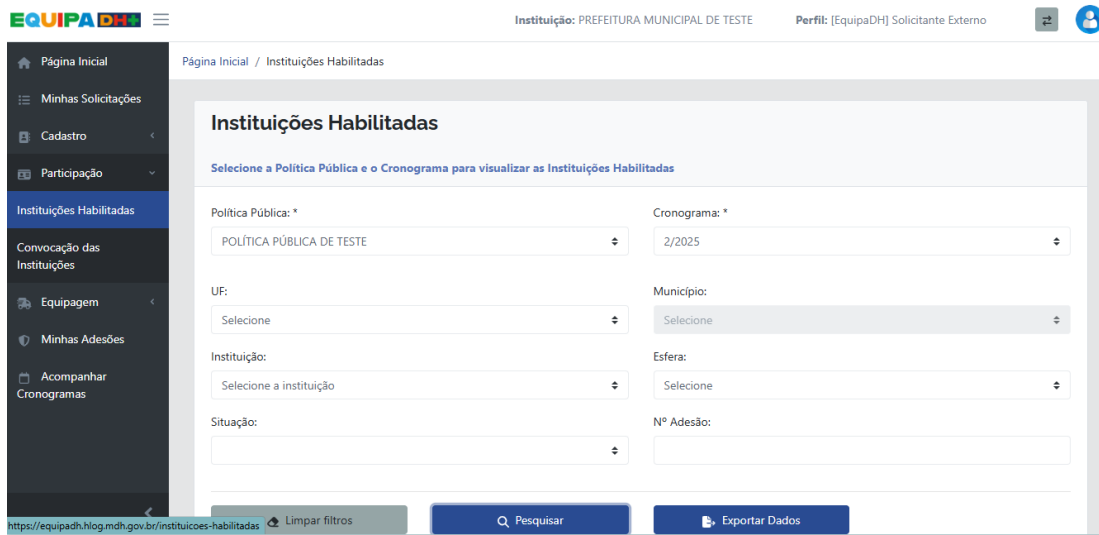 EQUIPA DH+
Instituição: PREFEITURA MUNICIPAL DE TESTE
Perfil: [EquipaDH] Solicitante Externo
Página Inicial
Minhas Solicitações
Cadastro
Participação
Instituições Habilitadas
Convocação das
Instituições
Equipagem
Minhas Adesões
Acompanhar
Cronogramas
Página Inicial / Instituições Habilitadas
Instituições Habilitadas
Selecione a Política Pública e o Cronograma para visualizar as Instituições Habilitadas
Política Pública: *
POLÍTICA PÚBLICA DE TESTE
Cronograma: *
2/2025
UF:
Selecione
Município:
Selecione
Instituição:
Selecione a instituição
Esfera:
Selecione
Situação:
Nº Adesão:
Limpar filtros
Pesquisar
Exportar Dados
https://equipadh.hlog.mdh.gov.br/instituicoes-habilitadas